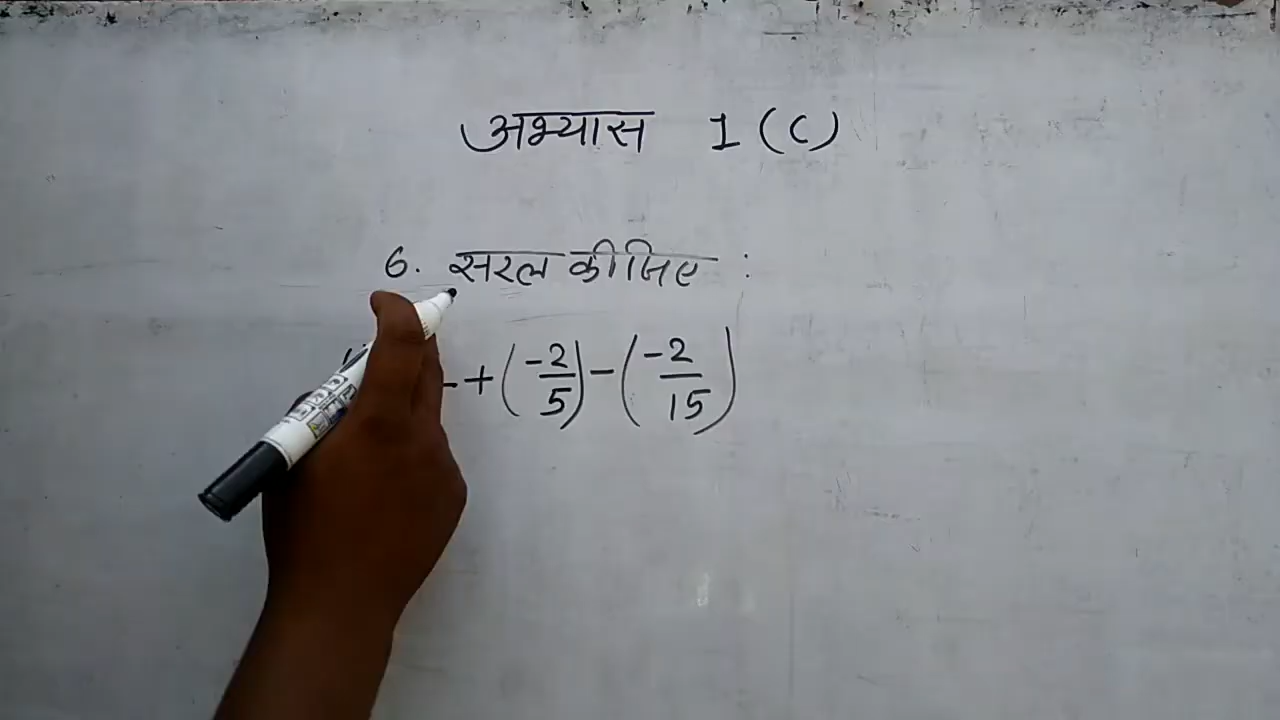 अभ्यास 1 (C)
6. सरल कीजिए :
+ (-2/5) - (-2/15)